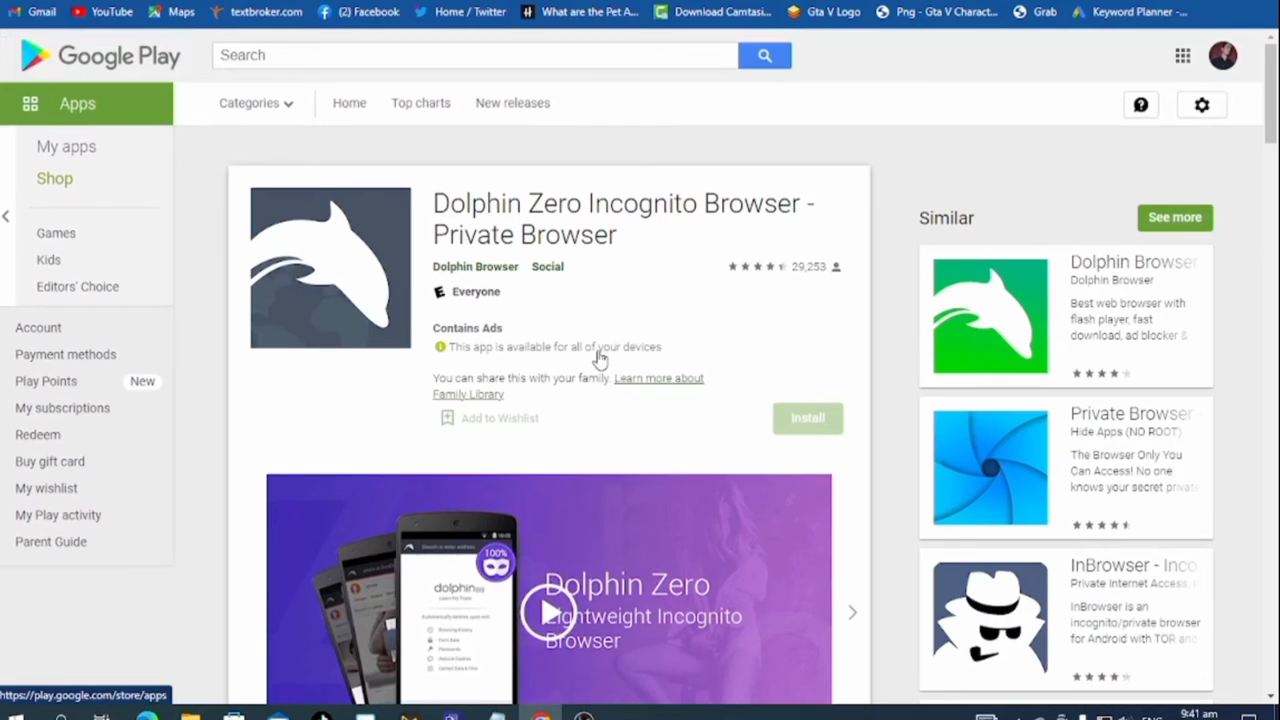 Gmail
YouTube
Maps
textbroker.com
(2) Facebook
Home / Twitter
What are the Pet A...
Download Camtasi...
Gta V Logo
Png - Gta V Charact...
Grab
Keyword Planner -...
Google Play
Search
Apps
Categories
Home
Top charts
New releases
My apps
Shop
Games
Kids
Editors' Choice
Account
Payment methods
Play Points
New
My subscriptions
Redeem
Buy gift card
My wishlist
My Play activity
Parent Guide
Dolphin Zero Incognito Browser -
Private Browser
Dolphin Browser
Social
29,253
E Everyone
Contains Ads
This app is available for all of your devices
You can share this with your family. Learn more about
Family Library
Add to Wishlist
Install
100%
dolphin
Dolphin Zero
Lightweight Incognito
Browser
Similar
See more
Dolphin Browser
Dolphin Browser
Best web browser with
flash player, fast
download, ad blocker &
Private Browser -
Hide Apps (NO ROOT)
The Browser Only You
Can Access! No one
knows your secret private
InBrowser - Inco
Private Internet Access, I
InBrowser is an
incognito/private browser
for Android with TOR and
https://play.google.com/store/apps
ENG
9:41 am